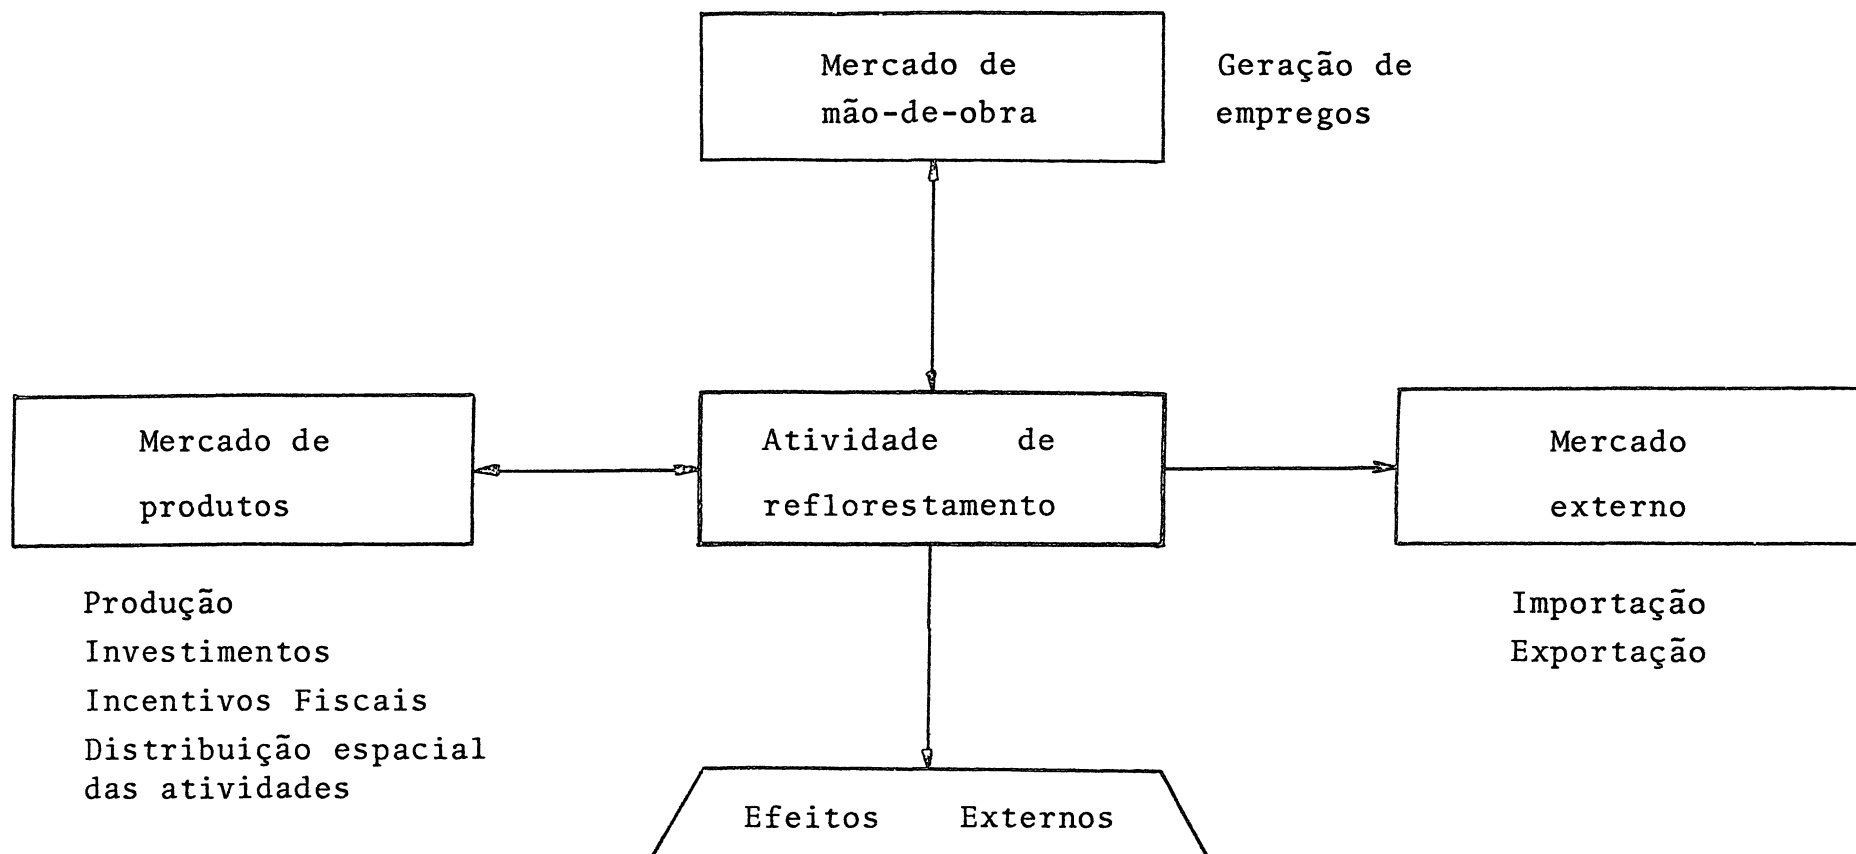 Mercado de
mão-de-obra
Geração de
empregos
Mercado de
produtos
Atividade de
reflorestamento
Mercado
externo
Produção
Investimentos
Incentivos Fiscais
Distribuição espacial
das atividades
Importação
Exportação
Efeitos Externos